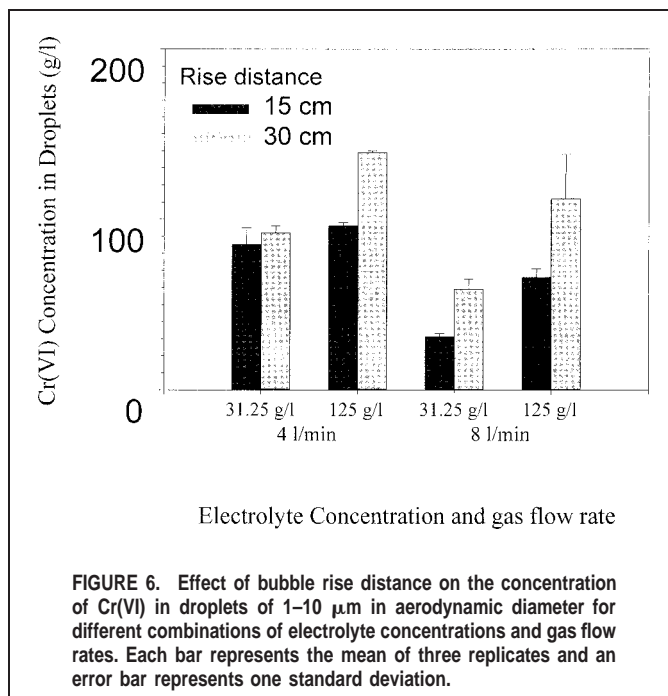 200
Rise distance
15 cm
30 cm
100
0
Cr(VI) Concentration in Droplets (g/l)
31.25 g/l 125 g/l 31.25 g/l 125 g/l
4 l/min 8 l/min
Electrolyte Concentration and gas flow rate
FIGURE 6. Effect of bubble rise distance on the concentration
of Cr(VI) in droplets of 1–10 μm in aerodynamic diameter for
different combinations of electrolyte concentrations and gas flow
rates. Each bar represents the mean of three replicates and an
error bar represents one standard deviation.